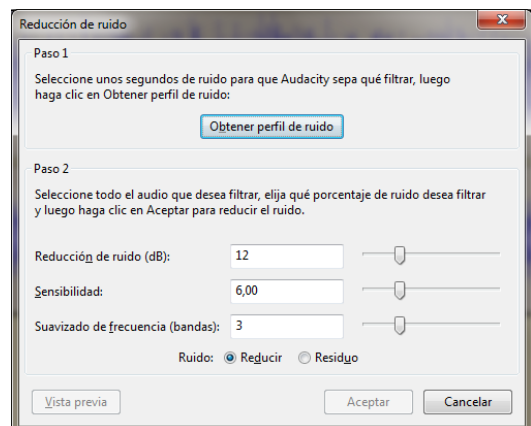 Reducción de ruido
Paso 1
Seleccione unos segundos de ruido para que Audacity sepa qué filtrar, luego
haga clic en Obtener perfil de ruido:
Obtener perfil de ruido
Paso 2
Seleccione todo el audio que desea filtrar, elija qué porcentaje de ruido desea filtrar
y luego haga clic en Aceptar para reducir el ruido.
Reducción de ruido (dB): 12
Sensibilidad: 6,00
Suavizado de frecuencia (bandas): 3
Ruido: Reducir Residuo
Vista previa Aceptar Cancelar